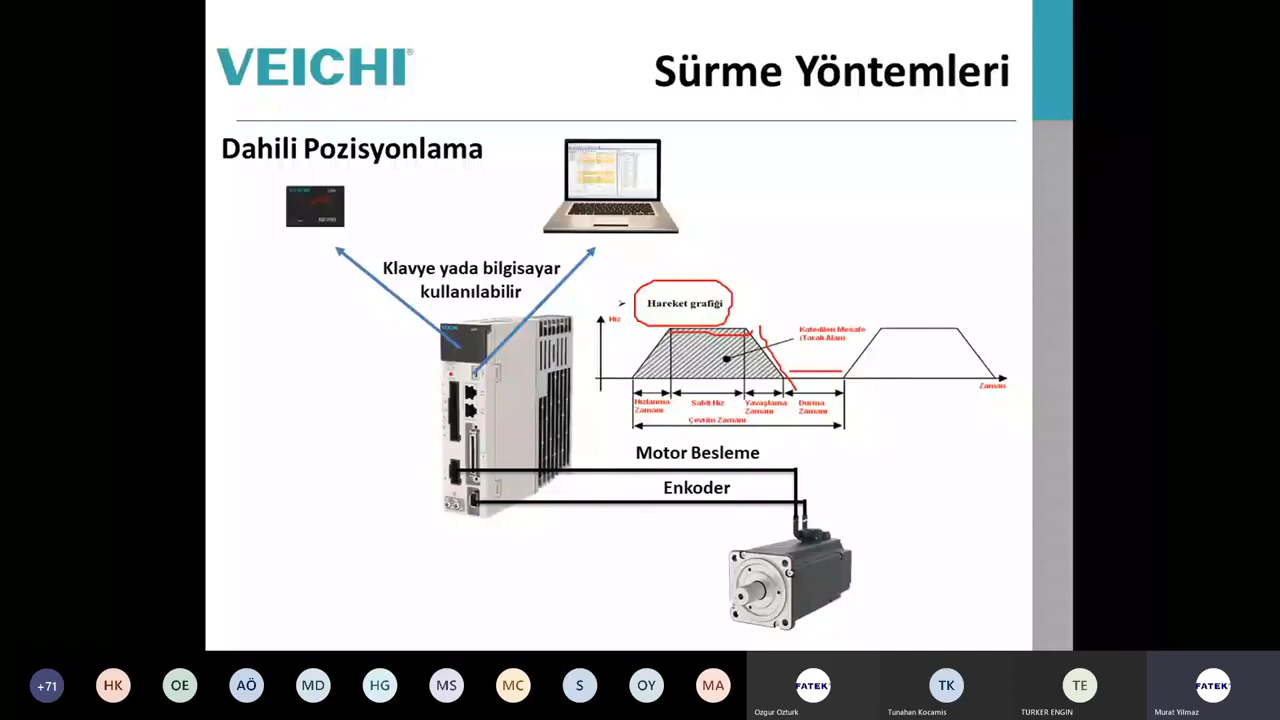 VEICHI®
Sürme Yöntemleri
Dahili Pozisyonlama
Klavye yada bilgisayar
kullanılabilir
Hareket grafiği
Hız
Katedilen Mesafe
(Taralı Alan)
Zaman
Hızlanma
Zamanı
Sabit Hız
Yavaşlama
Zamanı
Durma
Zamanı
Çevrim Zamanı
VEICHI
Motor Besleme
Enkoder
+71
HK
OE
AÖ
MD
HG
MS
MC
S
OY
MA
FATEK
Ozgur Ozturk
TK
Tunahan Kocamis
TE
TURKER ENGIN
FATEK
Murat Yilmaz